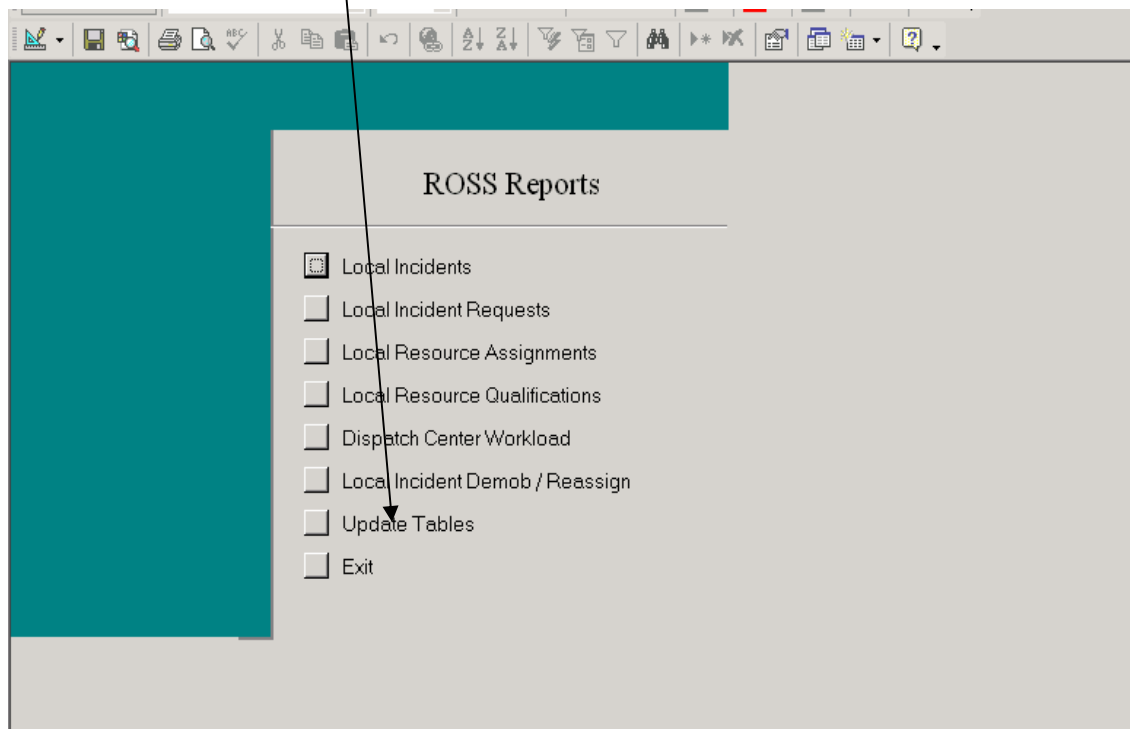 ABC
A
Z
Z
A
ROSS Reports
Local Incidents
Local Incident Requests
Local Resource Assignments
Local Resource Qualifications
Dispatch Center Workload
Local Incident Demob / Reassign
Update Tables
Exit